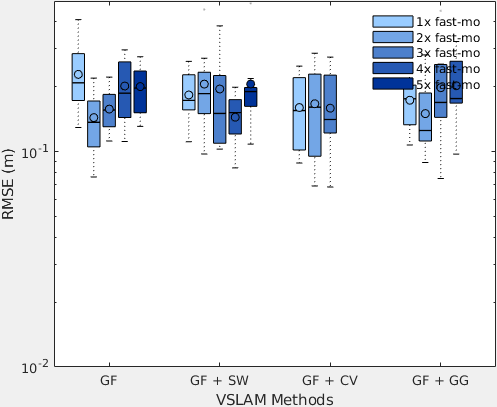 1x fast-mo
2x fast-mo
3x fast-mo
4x fast-mo
5x fast-mo
RMSE (m)
10-1
10-2
GF
GF + SW
GF + CV
GF + GG
VSLAM Methods